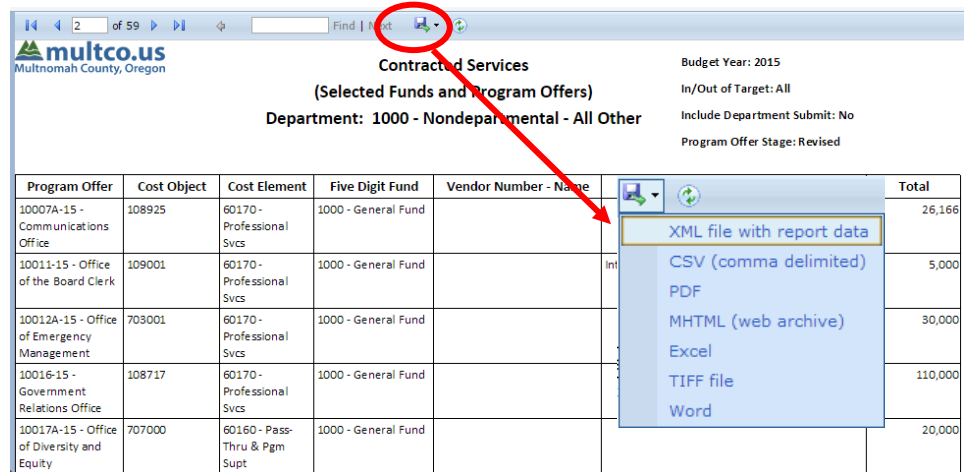 2 of 59 Find | Next
multco.us
Multnomah County, Oregon
Contracted Services
(Selected Funds and Program Offers)
Department: 1000 - Nondepartmental - All Other
Budget Year: 2015
In/Out of Target: All
Include Department Submit: No
Program Offer Stage: Revised
Program Offer Cost Object Cost Element Five Digit Fund Vendor Number - Name Total
10007A-15 - 108925 60170 - 1000 - General Fund 26,166
Communications Professional
Office Svcs
10011-15 - Office 109001 60170 - 1000 - General Fund 5,000
of the Board Clerk Professional
Svcs
10012A-15 - Office 703001 60170 - 1000 - General Fund 30,000
of Emergency Professional
Management Svcs
10016-15 - 108717 60170 - 1000 - General Fund 110,000
Government Professional
Relations Office Svcs
10017A-15 - Office 707000 60160 - Pass- 1000 - General Fund 20,000
of Diversity and Thru & Pgm
Equity Supt
XML file with report data
CSV (comma delimited)
PDF
MHTML (web archive)
Excel
TIFF file
Word